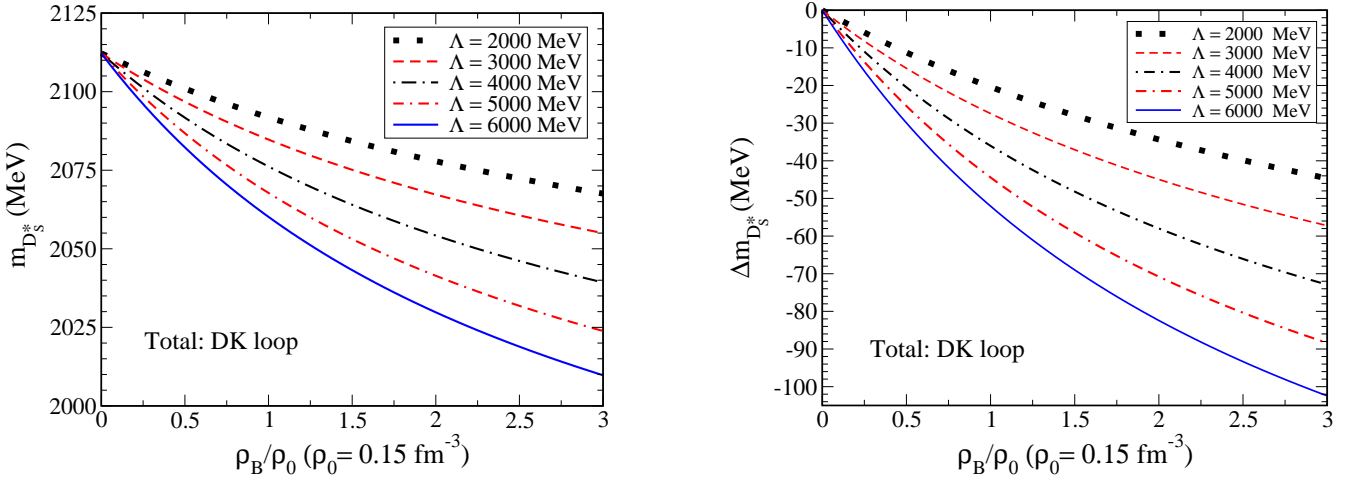 2125
2100
2075
2050
2025
2000
m_{D_s^*} (MeV)
0 0.5 1 1.5 2 2.5 3
ρ_B/ρ_0 (ρ_0= 0.15 fm^{-3})
Λ = 2000 MeV
Λ = 3000 MeV
Λ = 4000 MeV
Λ = 5000 MeV
Λ = 6000 MeV
Total: DK loop
0
-10
-20
-30
-40
-50
-60
-70
-80
-90
-100
Δm_{D_s^*} (MeV)
0 0.5 1 1.5 2 2.5 3
ρ_B/ρ_0 (ρ_0= 0.15 fm^{-3})
Λ = 2000 MeV
Λ = 3000 MeV
Λ = 4000 MeV
Λ = 5000 MeV
Λ = 6000 MeV
Total: DK loop